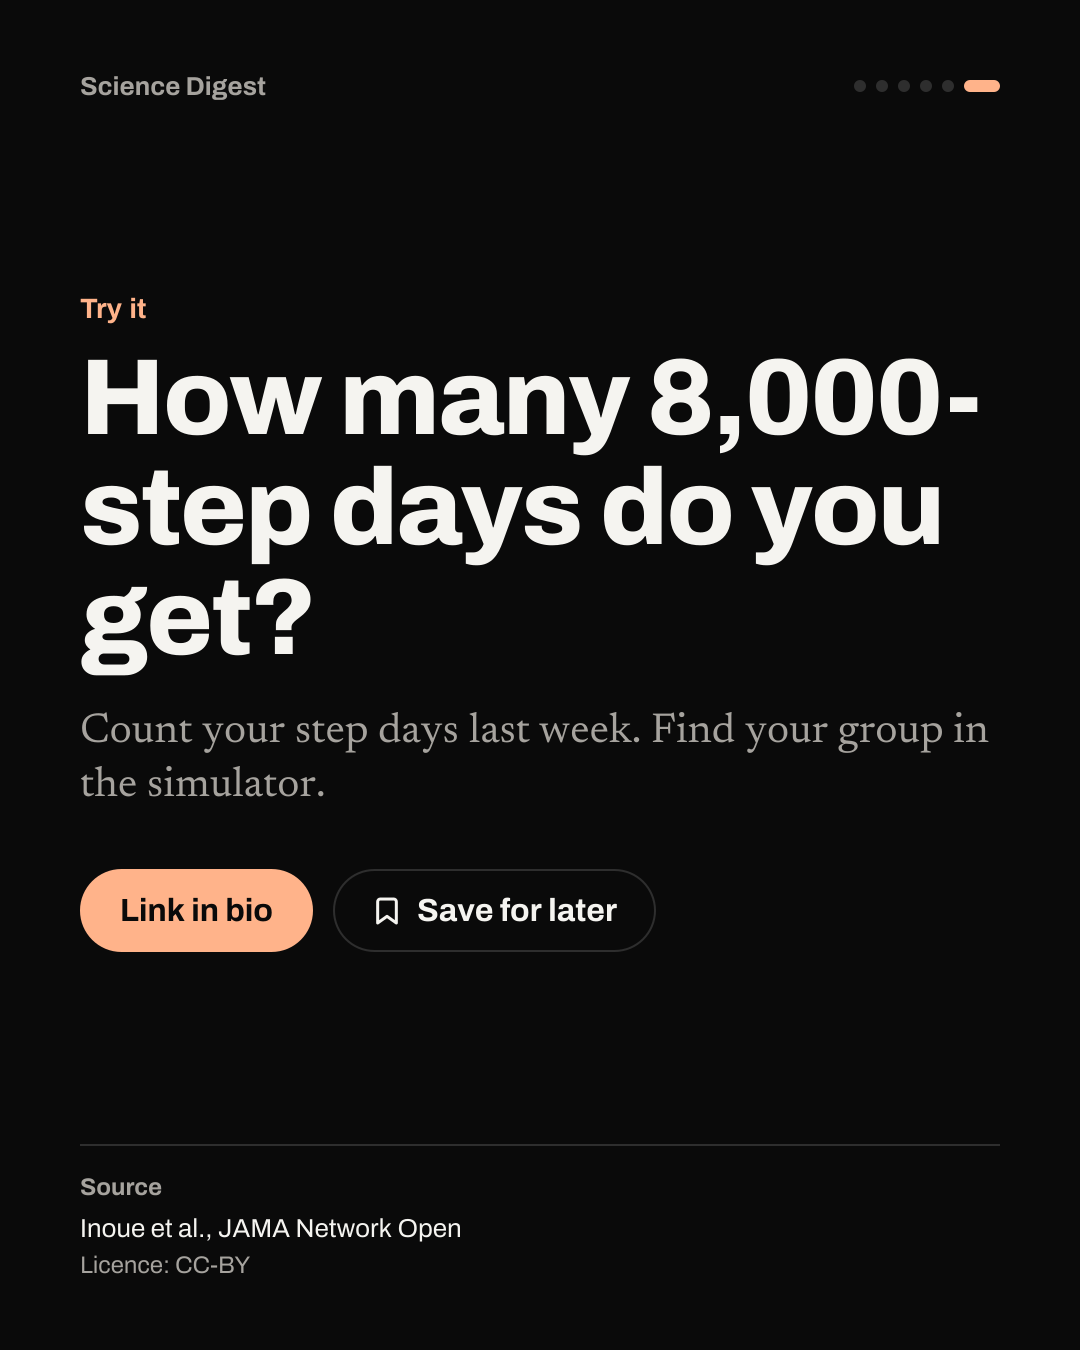 Science Digest
Try it
How many 8,000-
step days do you
get?
Count your step days last week. Find your group in
the simulator.
Link in bio
Save for later
Source
Inoue et al., JAMA Network Open
Licence: CC-BY